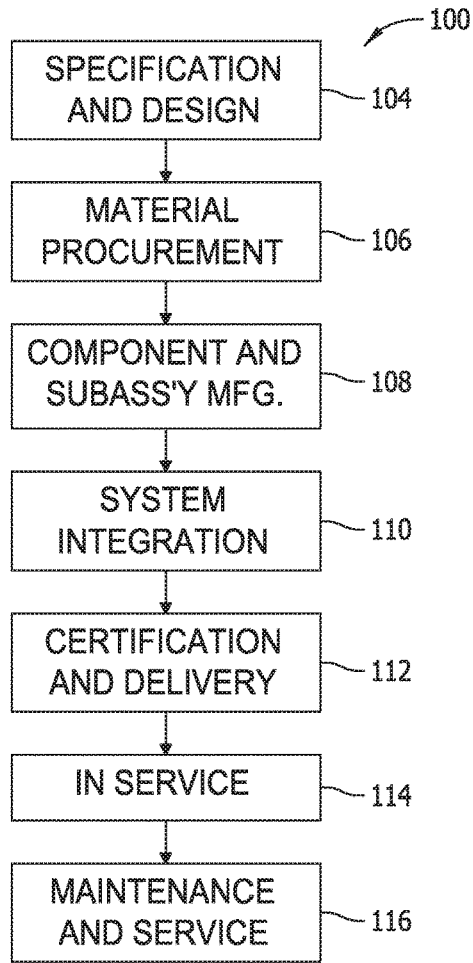 100
SPECIFICATION
AND DESIGN
104
MATERIAL
PROCUREMENT
106
COMPONENT AND
SUBASS'Y MFG.
108
SYSTEM
INTEGRATION
110
CERTIFICATION
AND DELIVERY
112
IN SERVICE
114
MAINTENANCE
AND SERVICE
116